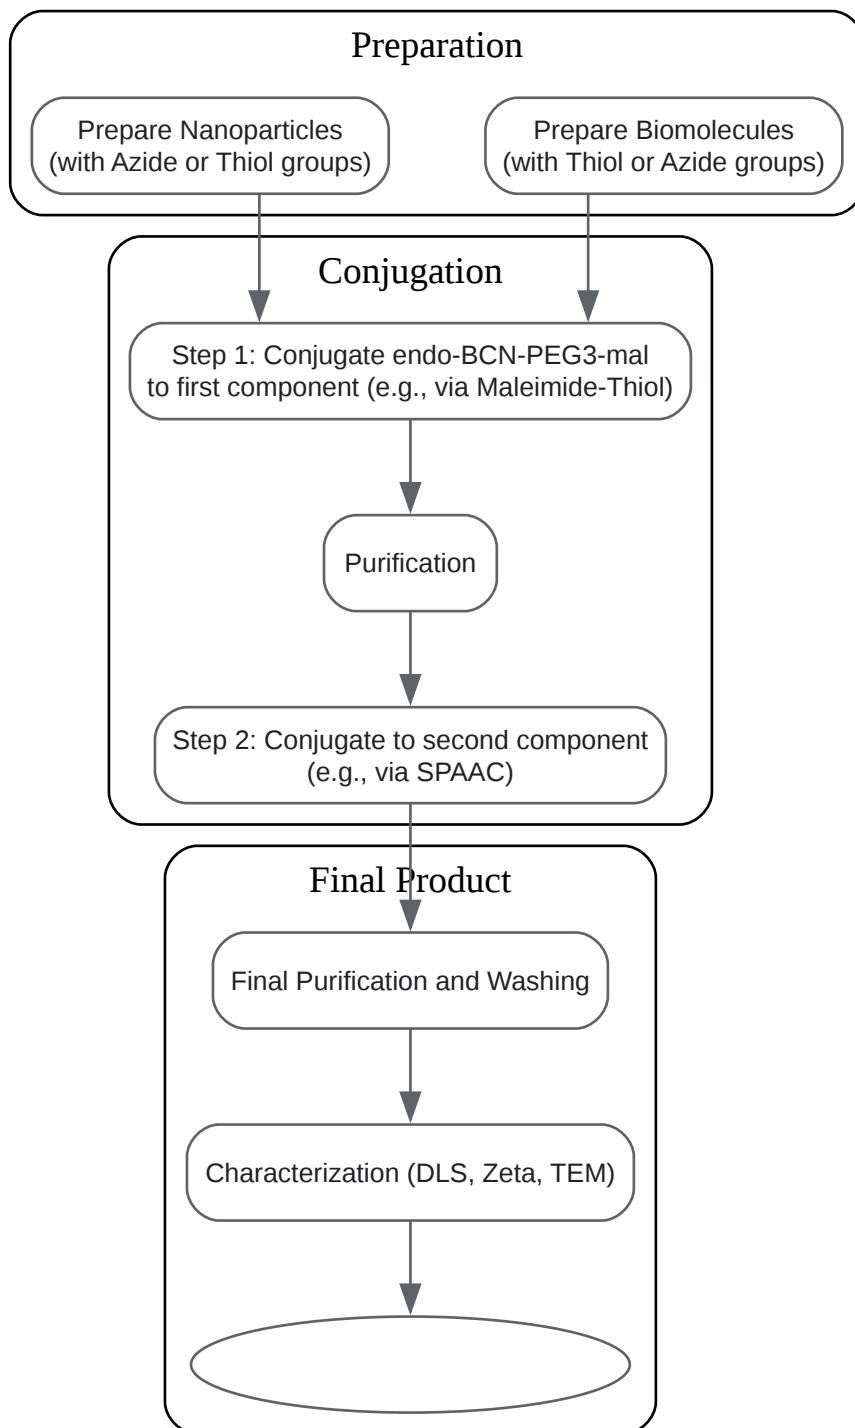 Preparation
Prepare Nanoparticles
(with Azide or Thiol groups)
Prepare Biomolecules
(with Thiol or Azide groups)
Conjugation
Step 1: Conjugate endo-BCN-PEG3-mal
to first component (e.g., via Maleimide-Thiol)
Purification
Step 2: Conjugate to second component
(e.g., via SPAAC)
Final Product
Final Purification and Washing
Characterization (DLS, Zeta, TEM)